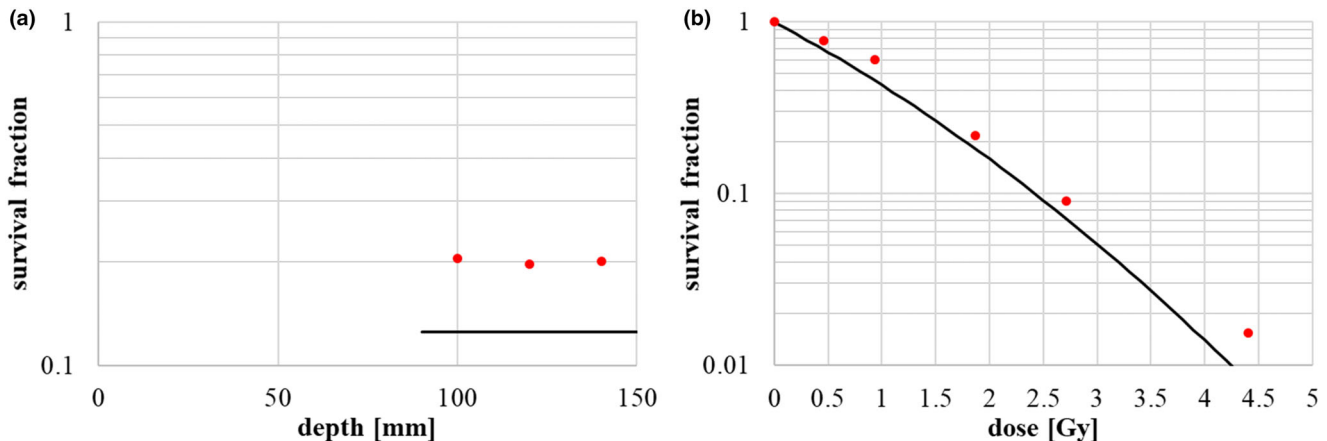 (a)
1
0.1
survival fraction
0 50 100 150
depth [mm]
(b)
1
0.1
0.01
survival fraction
0 0.5 1 1.5 2 2.5 3 3.5 4 4.5 5
dose [Gy]